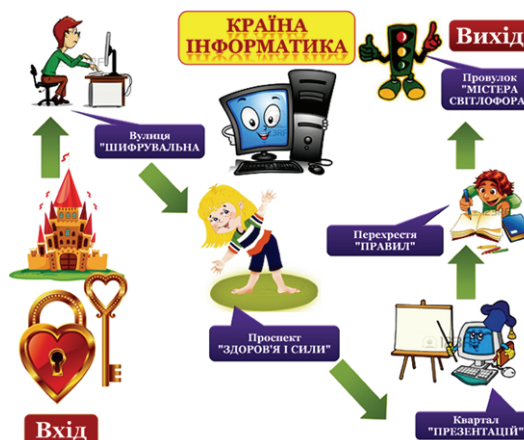 КРАЇНА
ІНФОРМАТИКА
Вихід
Провулок
"МІСТЕРА
СВІТЛОФОРА
Вулиця
"ШИФРУВАЛЬНА
Перехрестя
"ПРАВИЛ"
Проспект
"ЗДОРОВ'Я І СИЛИ"
Вхід
Квартал
"ПРЕЗЕНТАЦІЙ"